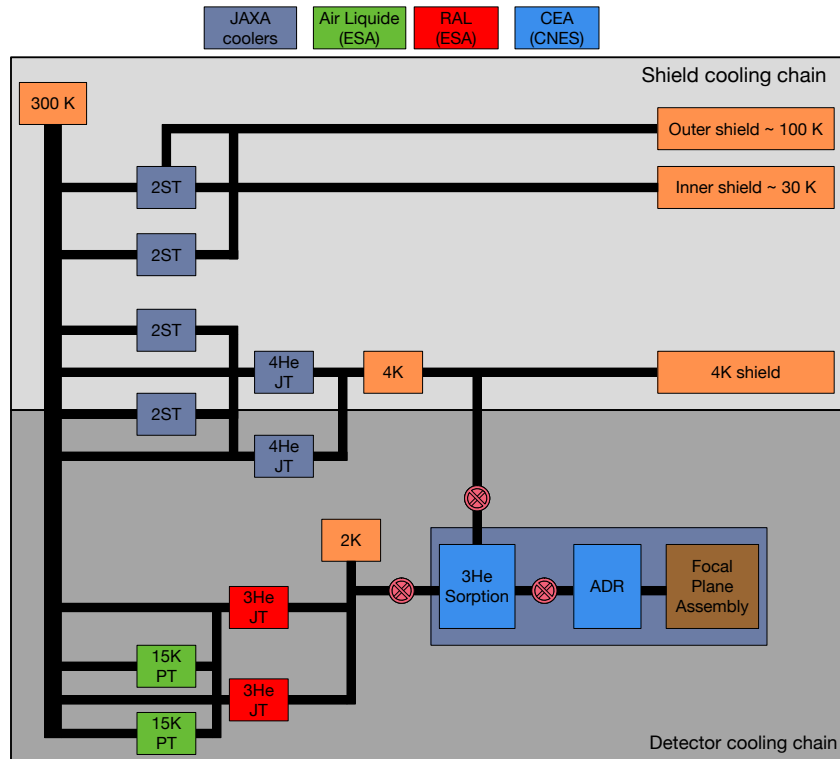 JAXA
coolers
Air Liquide
(ESA)
RAL
(ESA)
CEA
(CNES)
Shield cooling chain
300 K
Outer shield ~ 100 K
2ST
Inner shield ~ 30 K
2ST
2ST
4He
JT
4K
4K shield
2ST
4He
JT
2K
3He
Sorption
ADR
Focal
Plane
Assembly
3He
JT
15K
PT
3He
JT
15K
PT
Detector cooling chain